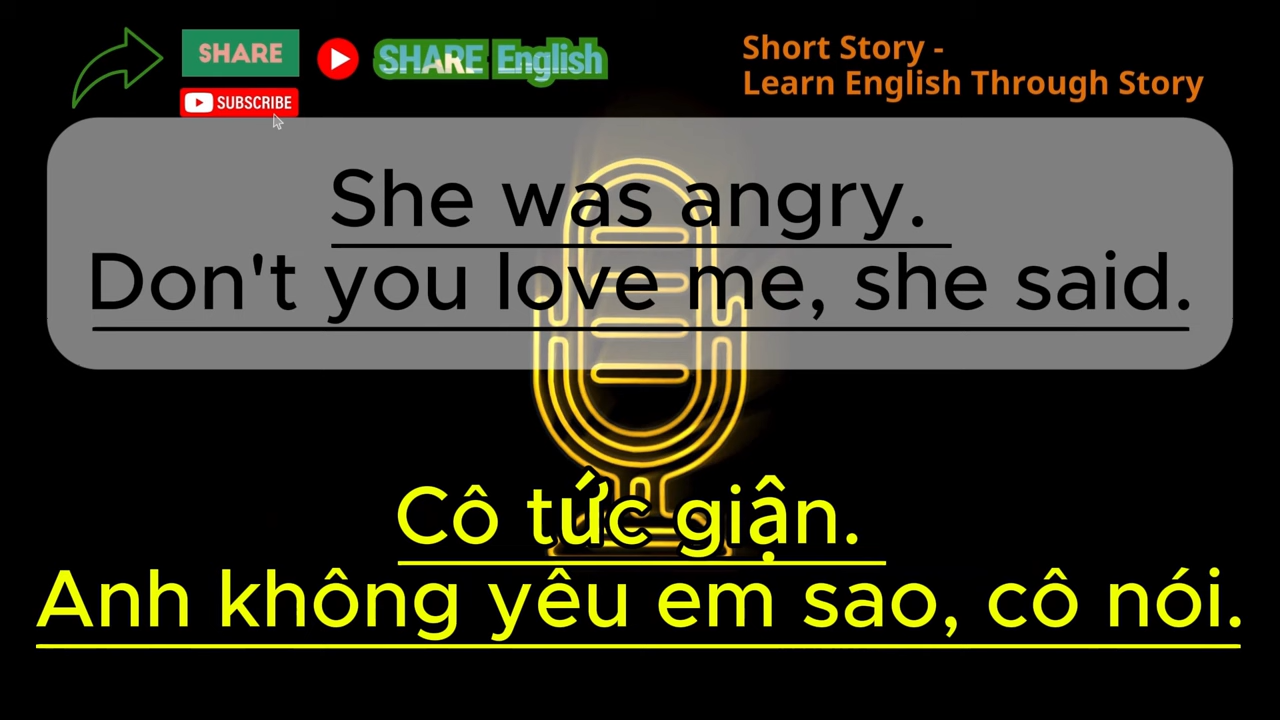 SHARE
SUBSCRIBE
SHARE English
Short Story -
Learn English Through Story
She was angry.
Don't you love me, she said.
Cô tức giận.
Anh không yêu em sao, cô nói.